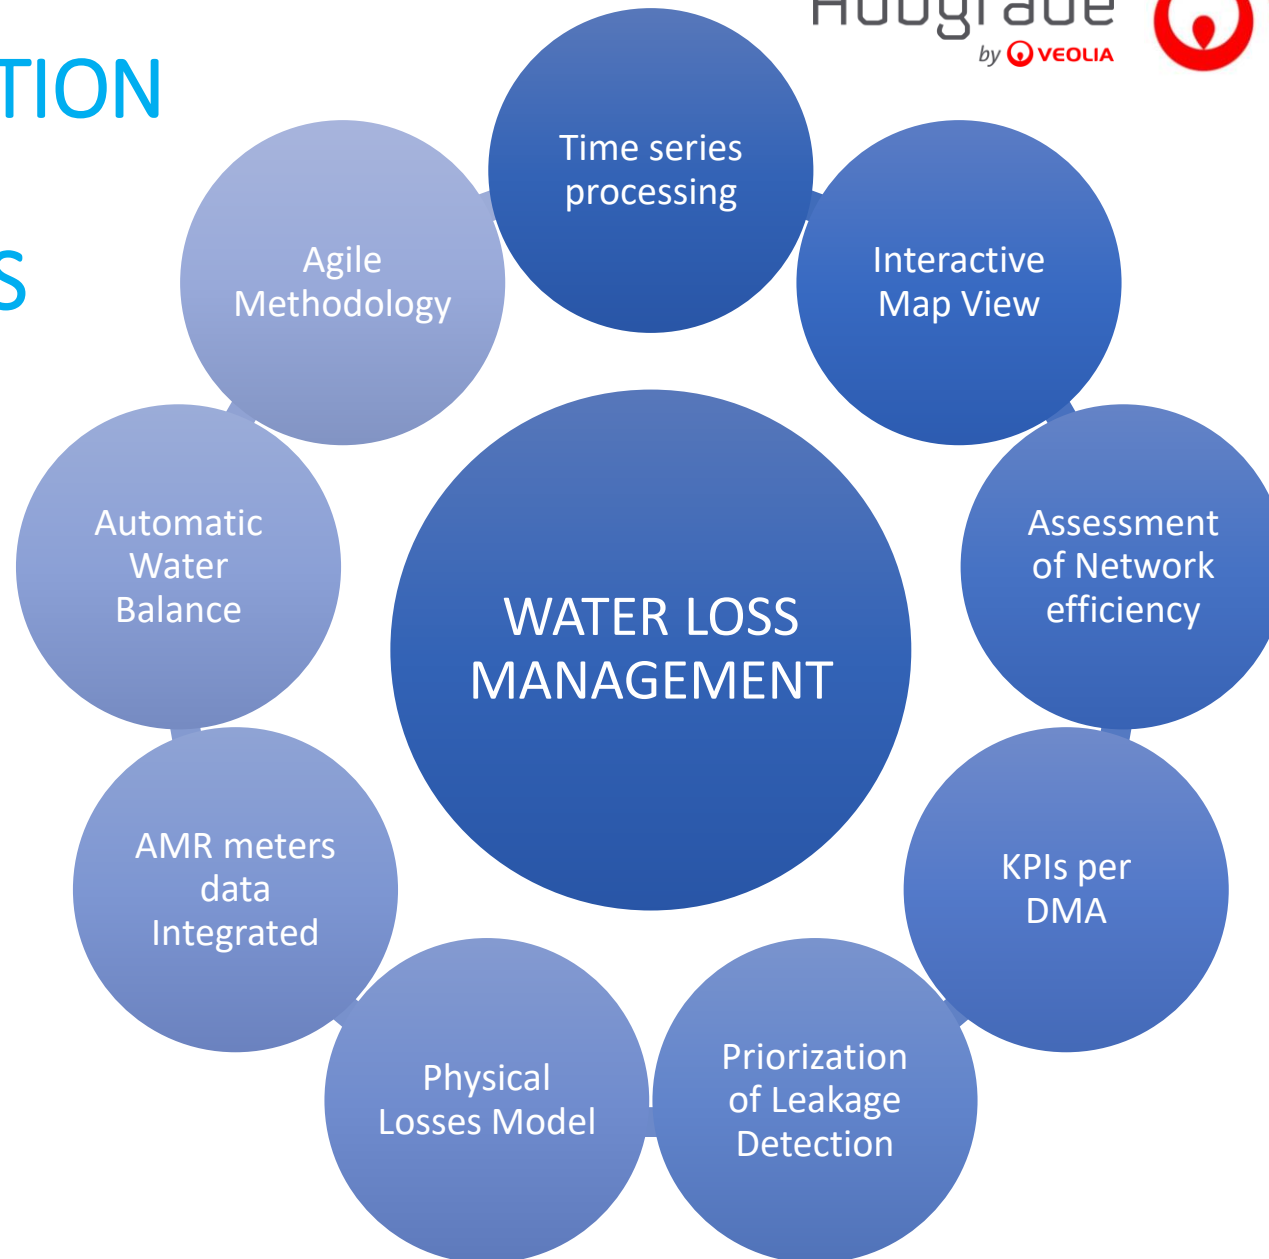 TION
S
Hubgrade
by VEOLIA
Time series
processing
Interactive
Map View
Assessment
of Network
efficiency
KPIs per
DMA
Priorization
of Leakage
Detection
Physical
Losses Model
AMR meters
data
Integrated
Automatic
Water
Balance
Agile
Methodology
WATER LOSS
MANAGEMENT